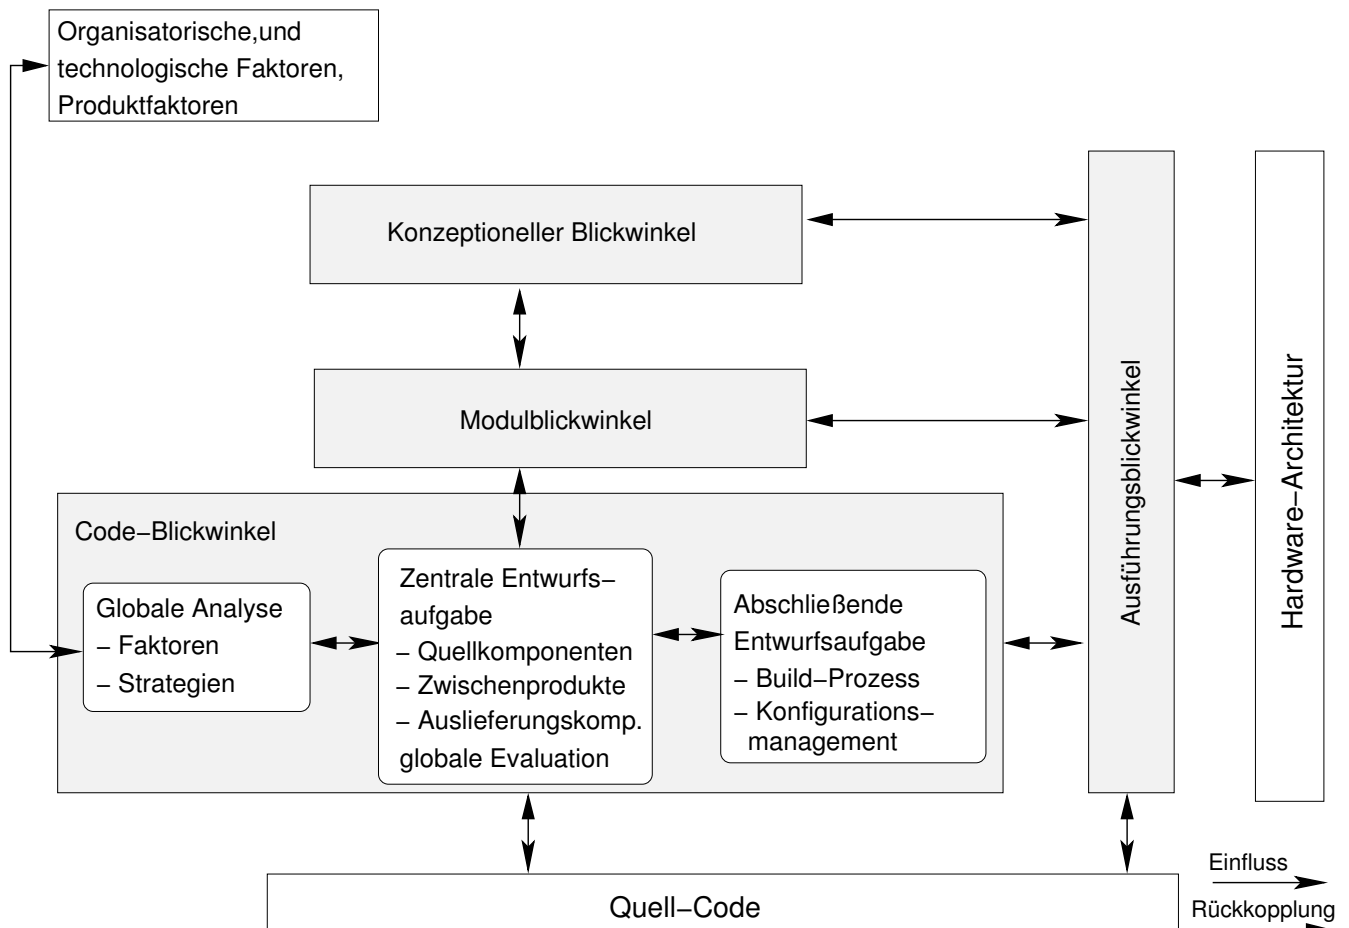 Organisatorische,und
technologische Faktoren,
Produktfaktoren
Konzeptioneller Blickwinkel
Modulblickwinkel
Code−Blickwinkel
Globale Analyse
− Faktoren
− Strategien
Zentrale Entwurfs−
aufgabe
− Quellkomponenten
− Zwischenprodukte
− Auslieferungskomp.
globale Evaluation
Abschließende
Entwurfsaufgabe
− Build−Prozess
− Konfigurations−
management
Ausführungsblickwinkel
Hardware−Architektur
Quell−Code
Einfluss
Rückkopplung